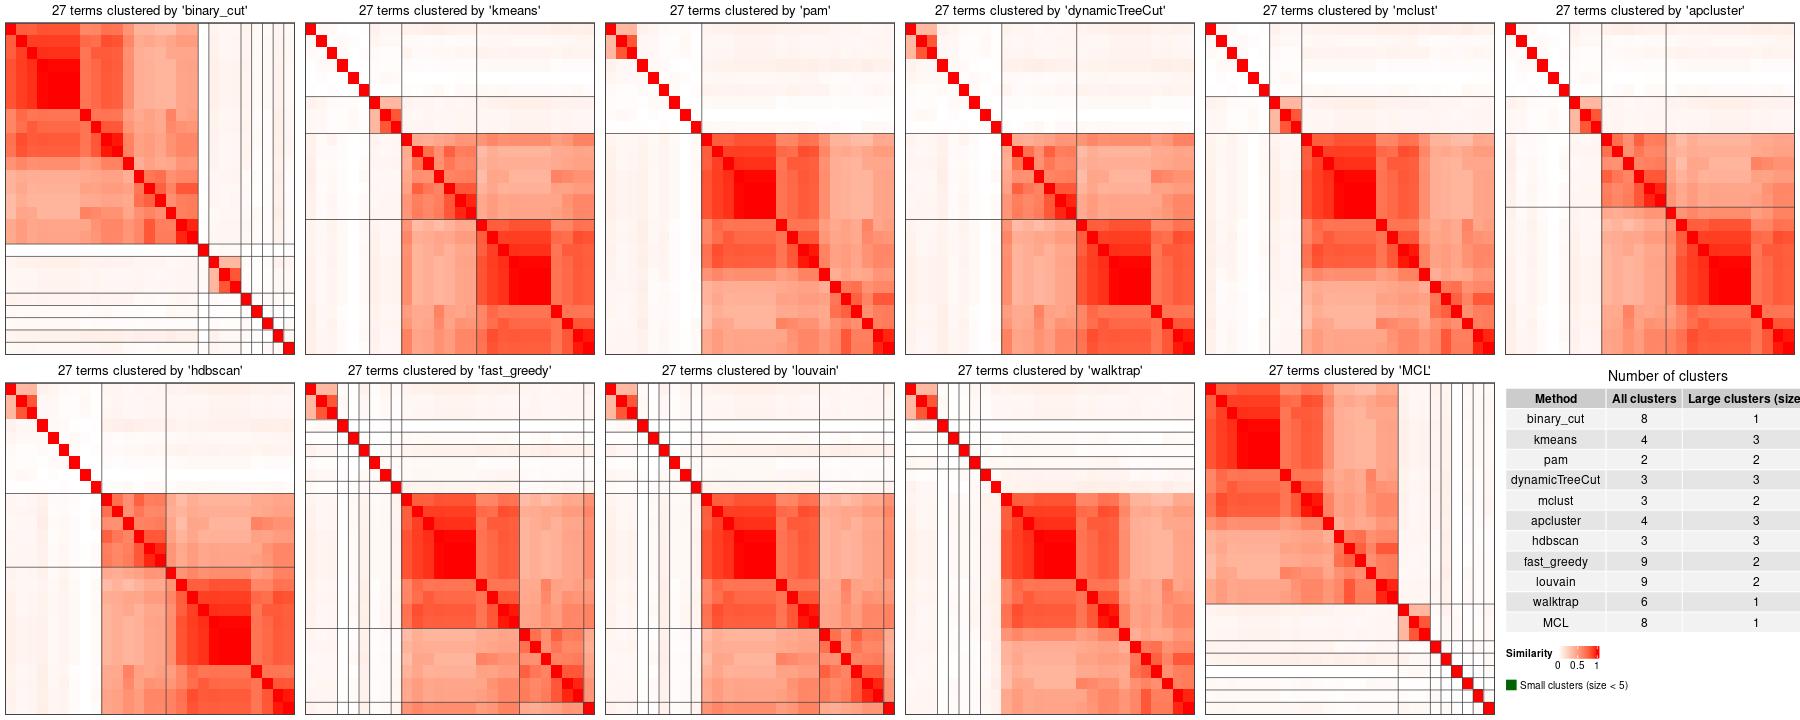 27 terms clustered by 'binary_cut'
27 terms clustered by 'kmeans'
27 terms clustered by 'pam'
27 terms clustered by 'dynamicTreeCut'
27 terms clustered by 'mclust'
27 terms clustered by 'apcluster'
27 terms clustered by 'hdbscan'
27 terms clustered by 'fast_greedy'
27 terms clustered by 'louvain'
27 terms clustered by 'walktrap'
27 terms clustered by 'MCL'
Number of clusters
Method All clusters Large clusters (size
binary_cut 8 1
kmeans 4 3
pam 2 2
dynamicTreeCut 3 3
mclust 3 2
apcluster 4 3
hdbscan 3 3
fast_greedy 9 2
louvain 9 2
walktrap 6 1
MCL 8 1
Similarity
0 0.5 1
Small clusters (size < 5)